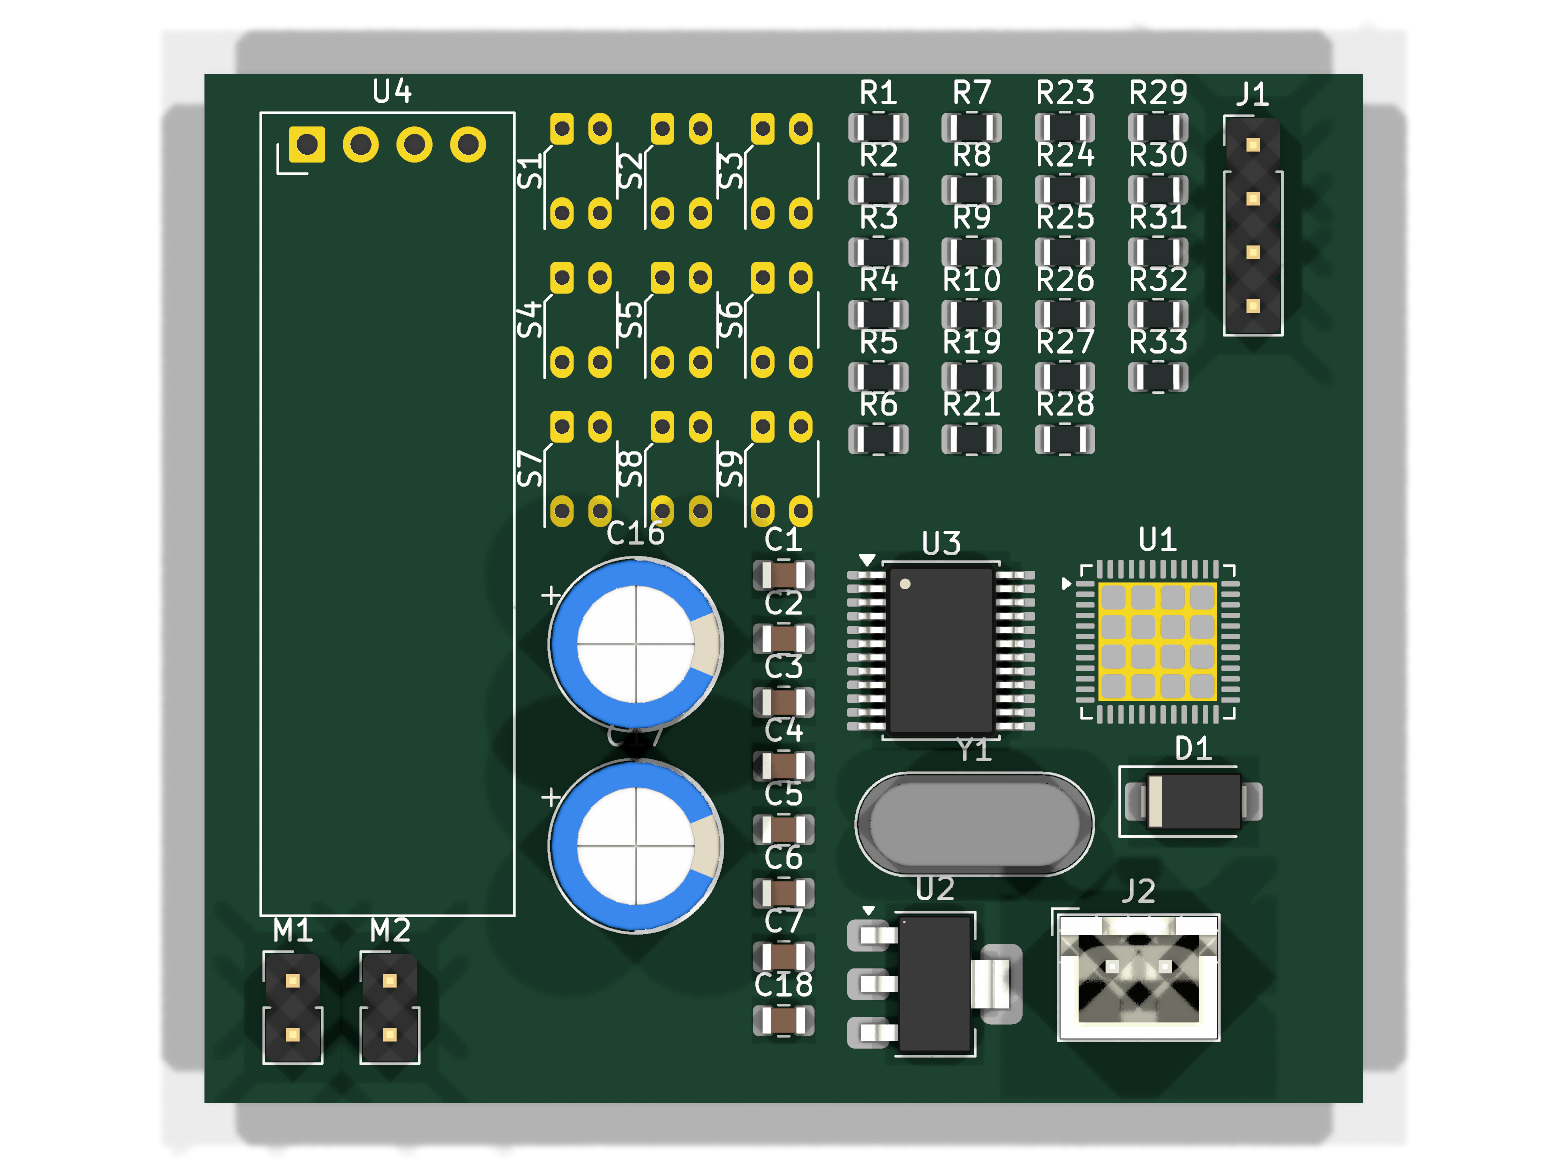 U4
R1 R7 R23 R29 J1
S1 S2 S3
R2 R8 R24 R30
R3 R9 R25 R31
R4 R10 R26 R32
S4 S5 S6
R5 R19 R27 R33
R6 R21 R28
S7 S8 S9
C16 C1 U3 U1
+
C2
C3
C17 C4 Y1 D1
+ C5
C6
U2 J2
M1 M2 C7
C18